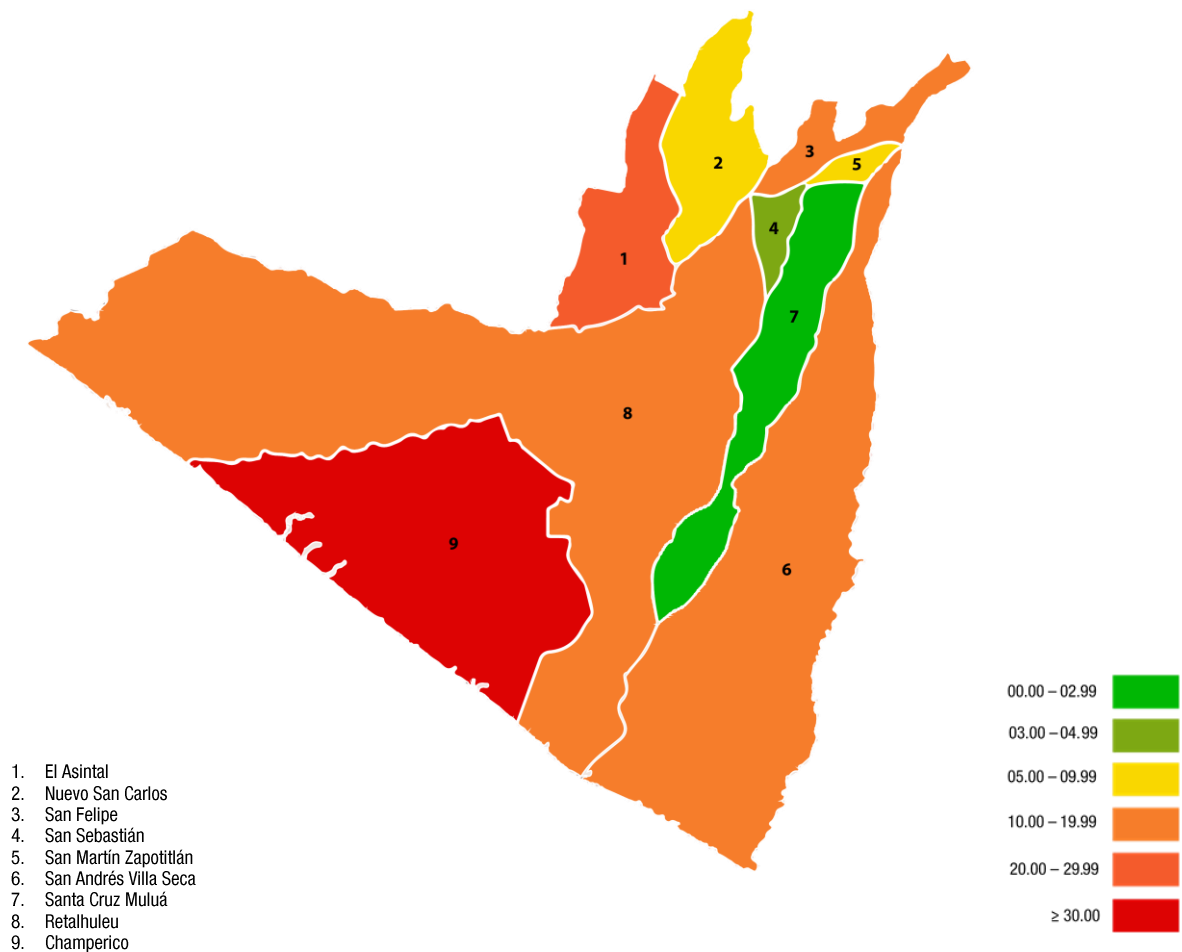 2
3
5
4
1
7
8
9
6
00.00 – 02.99
03.00 – 04.99
05.00 – 09.99
10.00 – 19.99
20.00 – 29.99
≥ 30.00
1. El Asintal
2. Nuevo San Carlos
3. San Felipe
4. San Sebastián
5. San Martín Zapotitlán
6. San Andrés Villa Seca
7. Santa Cruz Muluá
8. Retalhuleu
9. Champerico